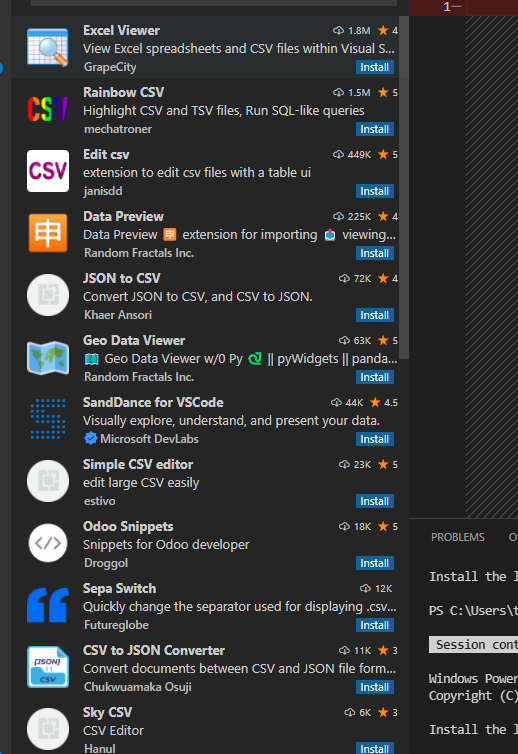 Excel Viewer 1.8M ★ 4
View Excel spreadsheets and CSV files within Visual S...
GrapeCity Install
CSV
Rainbow CSV 1.5M ★ 5
Highlight CSV and TSV files, Run SQL-like queries
mechatroner Install
CSV
Edit csv 449K ★ 5
extension to edit csv files with a table ui
janisdd Install
申
Data Preview 225K ★ 4
Data Preview 🈸 extension for importing 📤 viewing...
Random Fractals Inc. Install
JSON to CSV 72K ★ 4
Convert JSON to CSV, and CSV to JSON.
Khaer Ansori Install
Geo Data Viewer 63K ★ 5
🗺️ Geo Data Viewer w/0 Py || pyWidgets || panda...
Random Fractals Inc. Install
SandDance for VSCode 44K ★ 4.5
Visually explore, understand, and present your data.
Microsoft DevLabs Install
Simple CSV editor 23K ★ 5
edit large CSV easily
estivo Install
</>
Odoo Snippets 18K ★ 5
Snippets for Odoo developer
Droggol Install
Sepa Switch 12K
Quickly change the separator used for displaying .csv...
Futureglobe Install
{JSON}
CSV
CSV to JSON Converter 11K ★ 3
Convert documents between CSV and JSON file form...
Chukwuamaka Osuji Install
Sky CSV 6K ★ 3
CSV Editor
Hanul Install
1 −
PROBLEMS O
Install the l
PS C:\Users\t
Session cont
Windows Power
Copyright (C)
Install the l